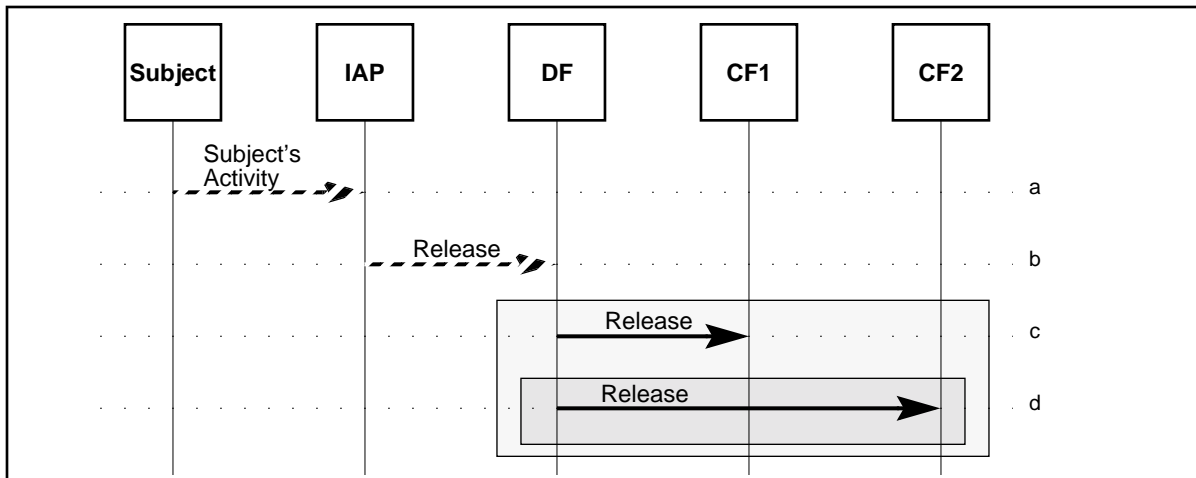 Subject IAP DF CF1 CF2
Subject's
Activity
a
Release
b
Release
c
Release
d